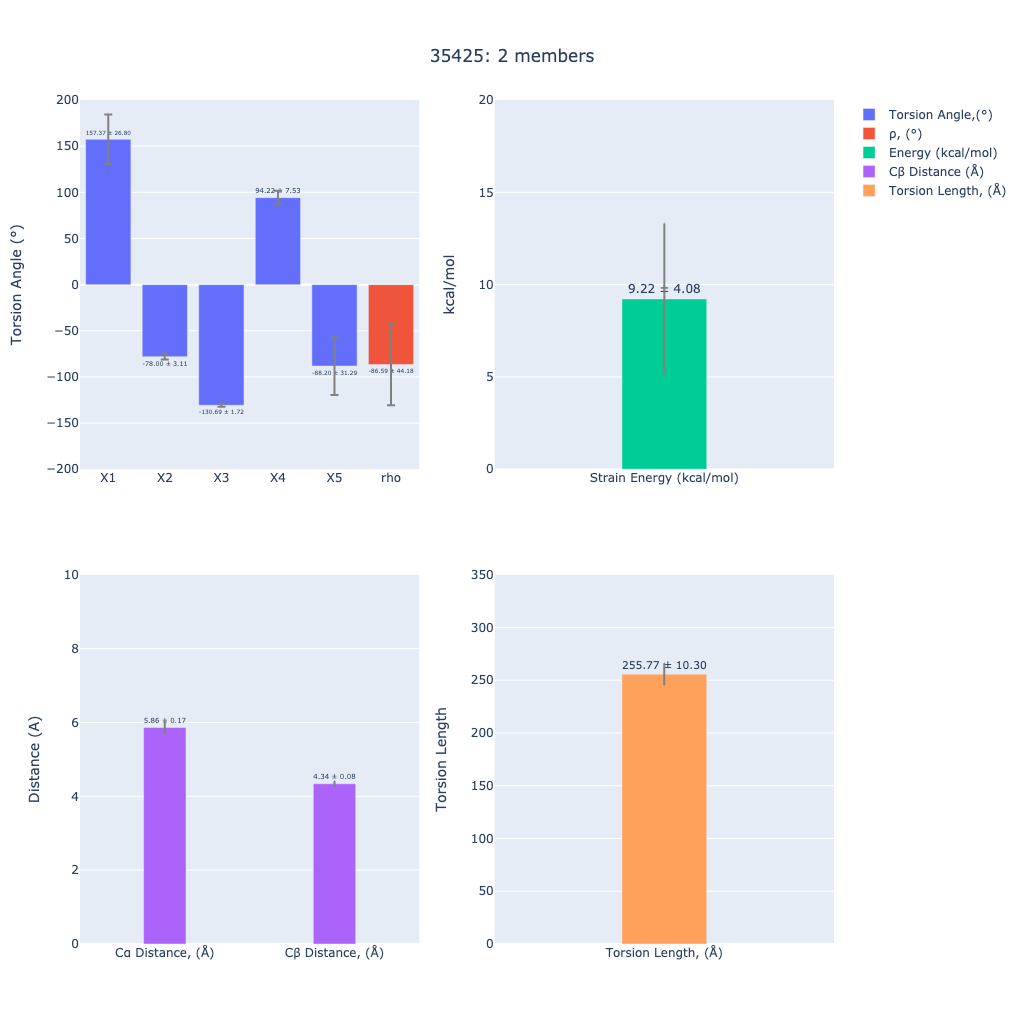 35425: 2 members
Torsion Angle (°)
200
150
100
50
0
−50
−100
−150
−200
157.37 ± 26.80
-78.00 ± 3.11
-130.69 ± 1.72
94.22 ± 7.53
-88.20 ± 31.29
-86.59 ± 44.18
X1 X2 X3 X4 X5 rho
kcal/mol
20
15
10
5
0
9.22 ± 4.08
Strain Energy (kcal/mol)
Torsion Angle,(°)
ρ, (°)
Energy (kcal/mol)
Cβ Distance (Å)
Torsion Length, (Å)
Distance (A)
10
8
6
4
2
0
5.86 ± 0.17
4.34 ± 0.08
Cα Distance, (Å) Cβ Distance, (Å)
Torsion Length
350
300
250
200
150
100
50
0
255.77 ± 10.30
Torsion Length, (Å)